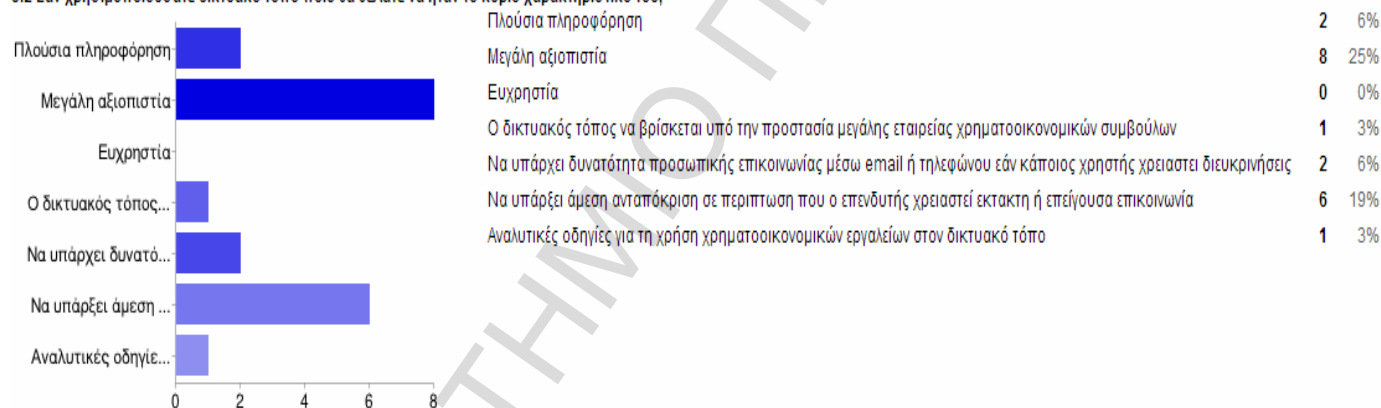 Πλούσια πληροφόρηση 2 6%
Μεγάλη αξιοπιστία 8 25%
Ευχρηστία 0 0%
Ο δικτυακός τόπος να βρίσκεται υπό την προστασία μεγάλης εταιρείας χρηματοοικονομικών συμβούλων 1 3%
Να υπάρχει δυνατότητα προσωπικής επικοινωνίας μέσω email ή τηλεφώνου εάν κάποιος χρηστής χρειαστει διευκρινήσεις 2 6%
Να υπάρξει άμεση ανταπόκριση σε περιπτωση που ο επενδυτής χρειαστεί εκτακτη ή επείγουσα επικοινωνία 6 19%
Αναλυτικές οδηγίες για τη χρήση χρηματοοικονομικών εργαλείων στον δικτυακό τόπο 1 3%
Πλούσια πληροφόρηση
Μεγάλη αξιοπιστία
Ευχρηστία
Ο δικτυακός τόπος...
Να υπάρχει δυνατό...
Να υπάρξει άμεση ...
Αναλυτικές οδηγίε...
0 2 4 6 8
ΤΗΜΙΟ Π